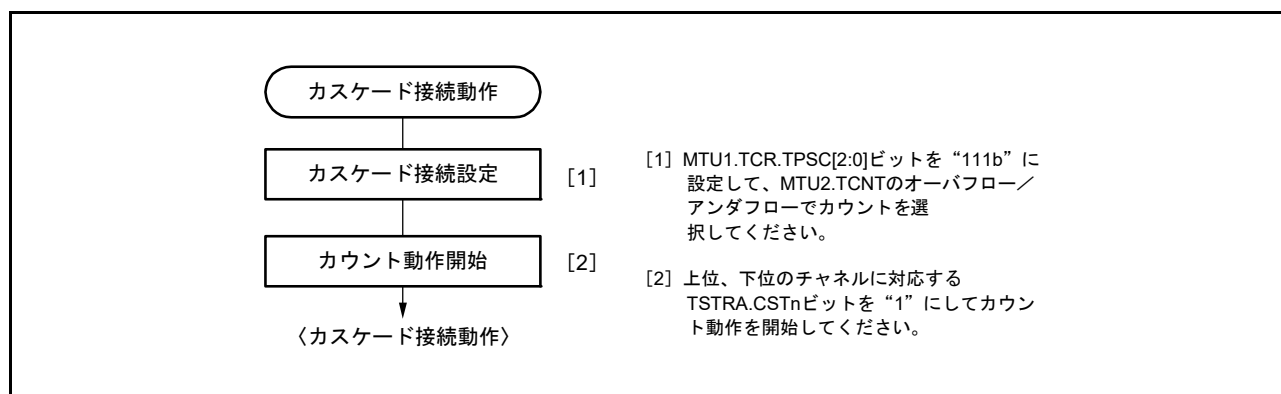 カスケード接続動作
カスケード接続設定
[1]
カウント動作開始
[2]
〈カスケード接続動作〉
[1] MTU1.TCR.TPSC[2:0]ビットを“111b”に
設定して、MTU2.TCNTのオーバフロー／
アンダフローでカウントを選
択してください。
[2] 上位、下位のチャネルに対応する
TSTRA.CSTnビットを“1”にしてカウン
ト動作を開始してください。